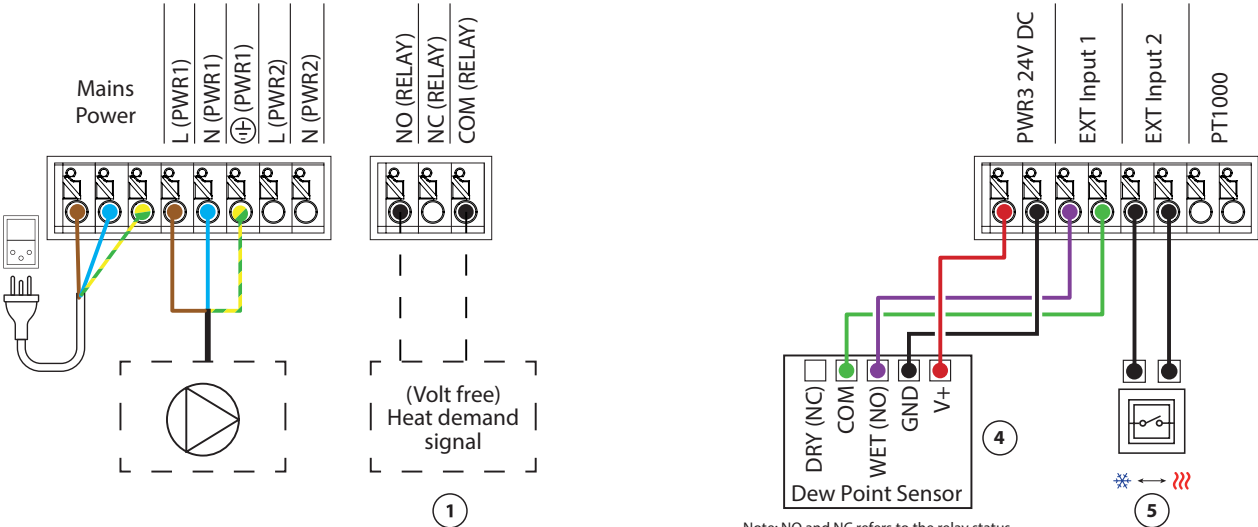 Mains
Power
L (PWR1)
N (PWR1)
⏚ (PWR1)
L (PWR2)
N (PWR2)
NO (RELAY)
NC (RELAY)
COM (RELAY)
PWR3 24V DC
EXT Input 1
EXT Input 2
PT1000
(Volt free)
Heat demand
signal
1
DRY (NC)
COM
WET (NO)
GND
V+
Dew Point Sensor
4
5
Note: NO and NC refers to the relay status